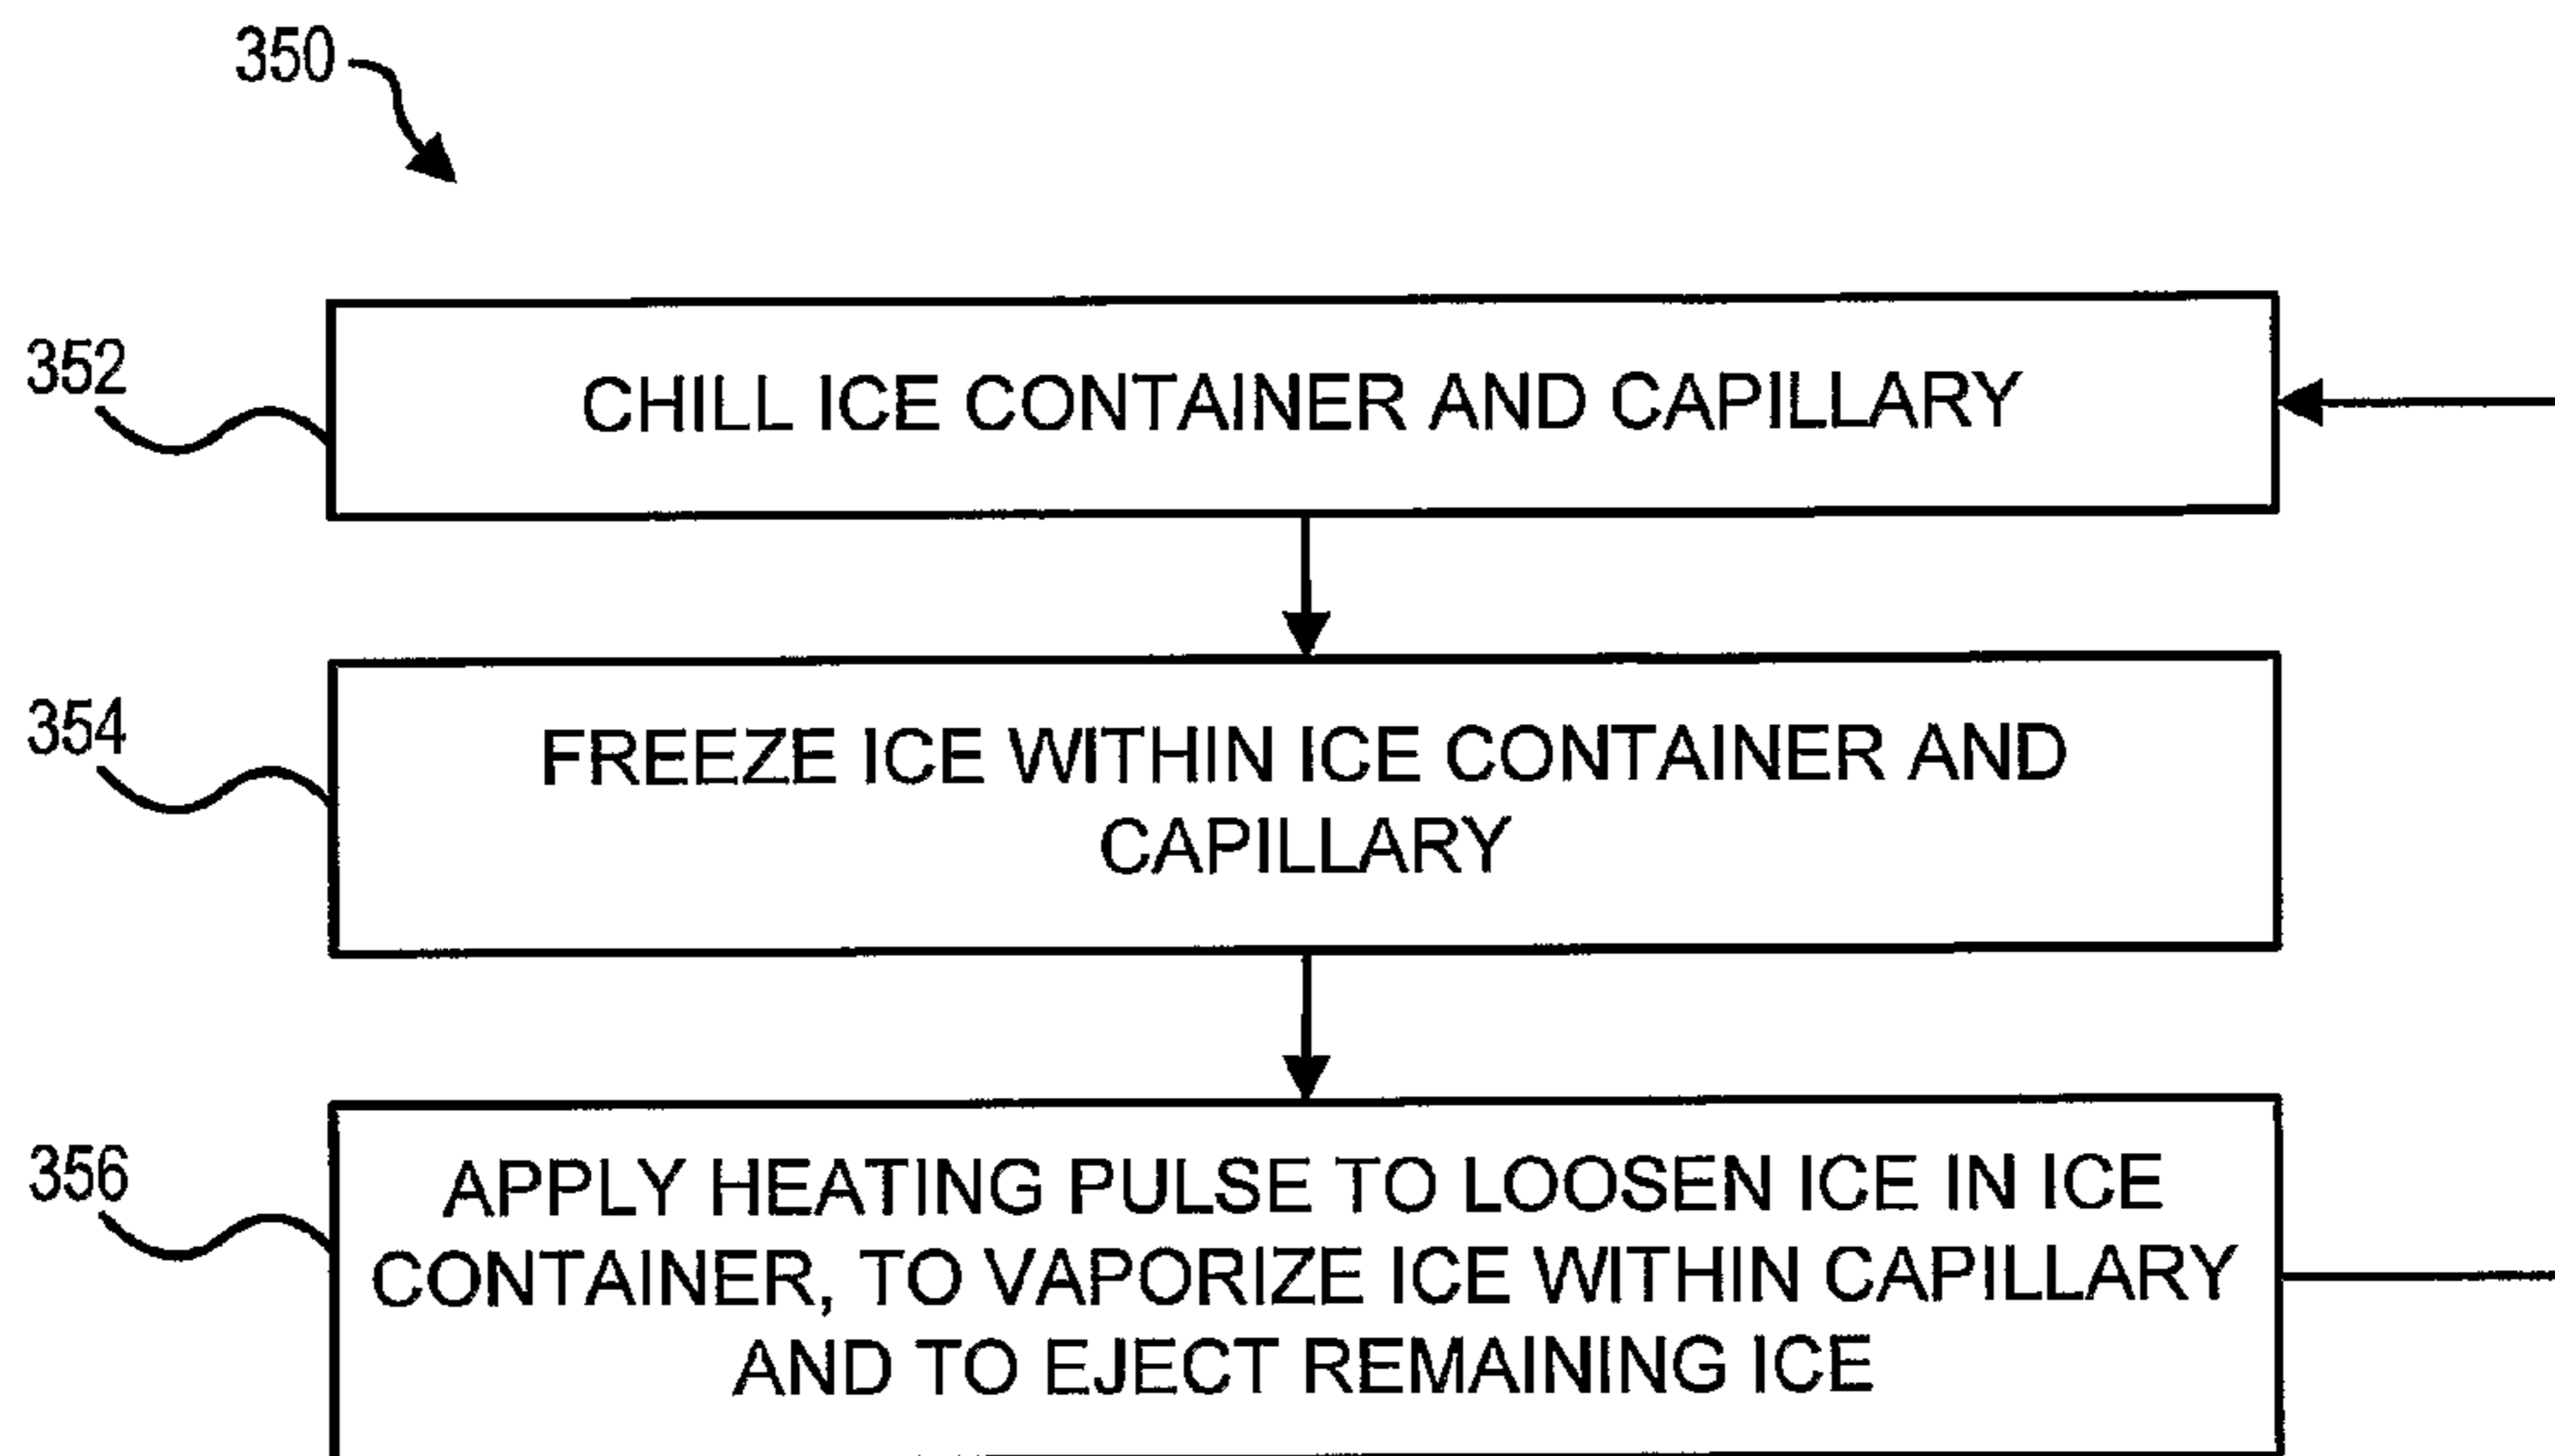 350
352
CHILL ICE CONTAINER AND CAPILLARY
354
FREEZE ICE WITHIN ICE CONTAINER AND
CAPILLARY
356
APPLY HEATING PULSE TO LOOSEN ICE IN ICE
CONTAINER, TO VAPORIZE ICE WITHIN CAPILLARY
AND TO EJECT REMAINING ICE